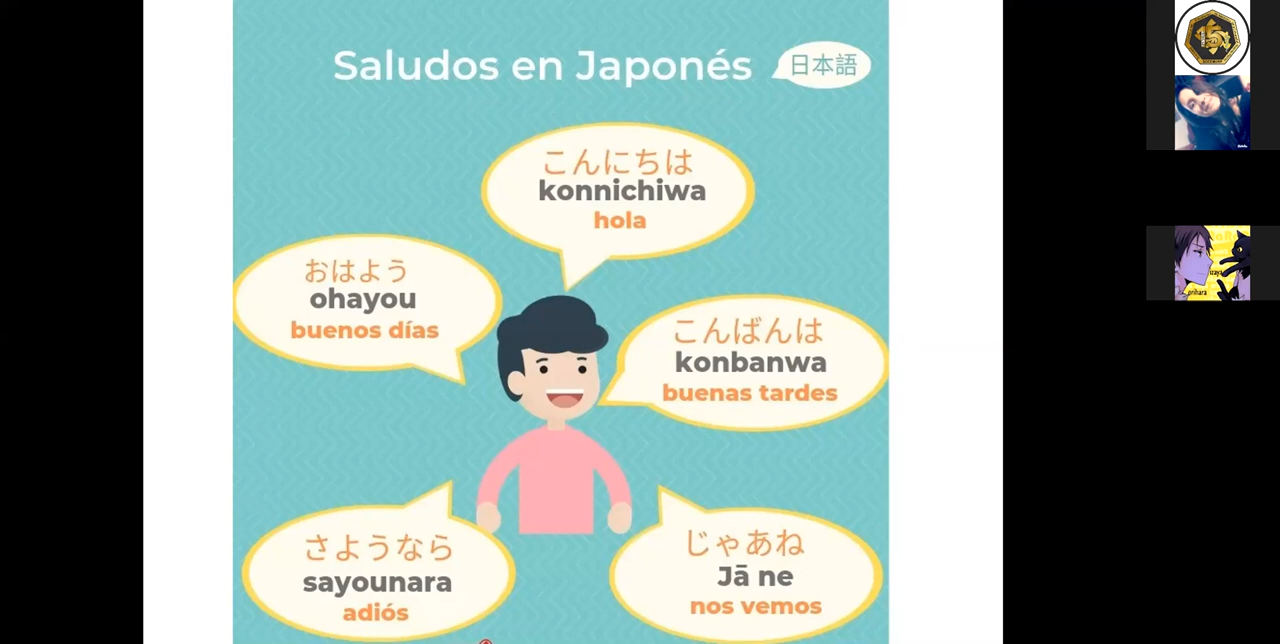 Saludos en Japonés
日本語
こんにちは
konnichiwa
hola
おはよう
ohayou
buenos días
こんばんは
konbanwa
buenas tardes
さようなら
sayounara
adiós
じゃあね
Jā ne
nos vemos
orihara